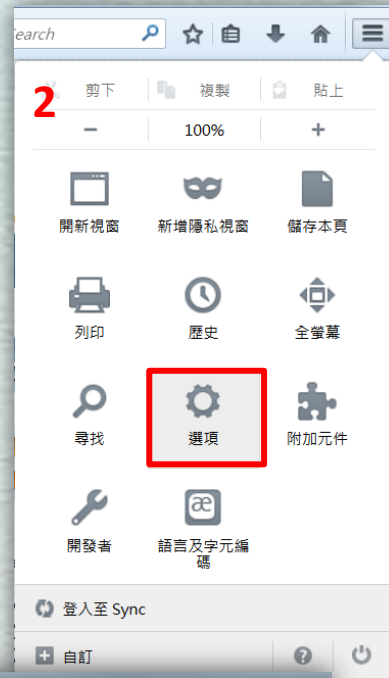 earch
2
剪下 複製 貼上
− 100% +
開新視窗 新增隱私視窗 儲存本頁
列印 歷史 全螢幕
尋找 選項 附加元件
開發者 語言及字元編
碼
登入至 Sync
自訂